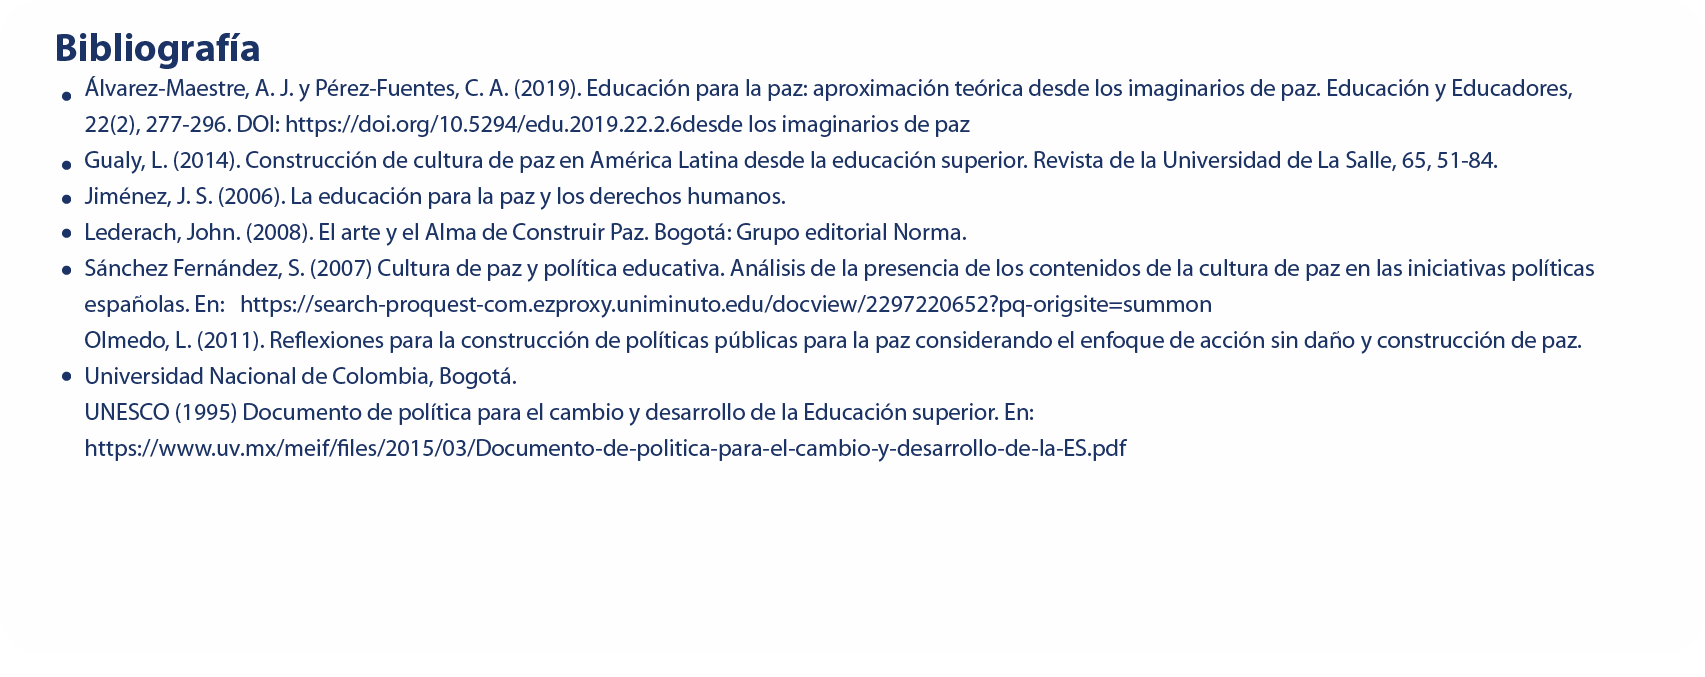 Bibliografía
• Álvarez-Maestre, A. J. y Pérez-Fuentes, C. A. (2019). Educación para la paz: aproximación teórica desde los imaginarios de paz. Educación y Educadores,
22(2), 277-296. DOI: https://doi.org/10.5294/edu.2019.22.2.6desde los imaginarios de paz
• Gualy, L. (2014). Construcción de cultura de paz en América Latina desde la educación superior. Revista de la Universidad de La Salle, 65, 51-84.
• Jiménez, J. S. (2006). La educación para la paz y los derechos humanos.
• Lederach, John. (2008). El arte y el Alma de Construir Paz. Bogotá: Grupo editorial Norma.
• Sánchez Fernández, S. (2007) Cultura de paz y política educativa. Análisis de la presencia de los contenidos de la cultura de paz en las iniciativas políticas
españolas. En: https://search-proquest-com.ezproxy.uniminuto.edu/docview/2297220652?pq-origsite=summon
Olmedo, L. (2011). Reflexiones para la construcción de políticas públicas para la paz considerando el enfoque de acción sin daño y construcción de paz.
• Universidad Nacional de Colombia, Bogotá.
UNESCO (1995) Documento de política para el cambio y desarrollo de la Educación superior. En:
https://www.uv.mx/meif/files/2015/03/Documento-de-politica-para-el-cambio-y-desarrollo-de-la-ES.pdf